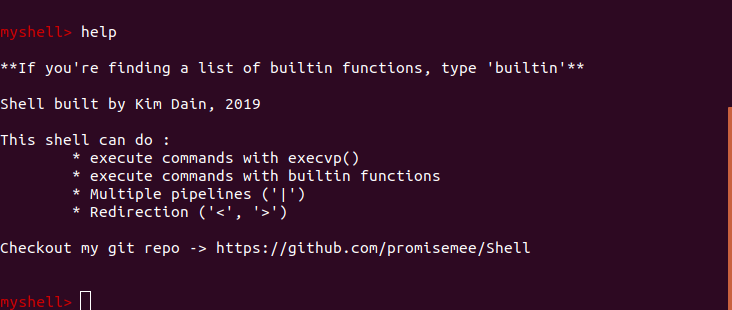 myshell> help
**If you're finding a list of builtin functions, type 'builtin'**
Shell built by Kim Dain, 2019
This shell can do :
* execute commands with execvp()
* execute commands with builtin functions
* Multiple pipelines ('|')
* Redirection ('<', '>')
Checkout my git repo -> https://github.com/promisemee/Shell
myshell>